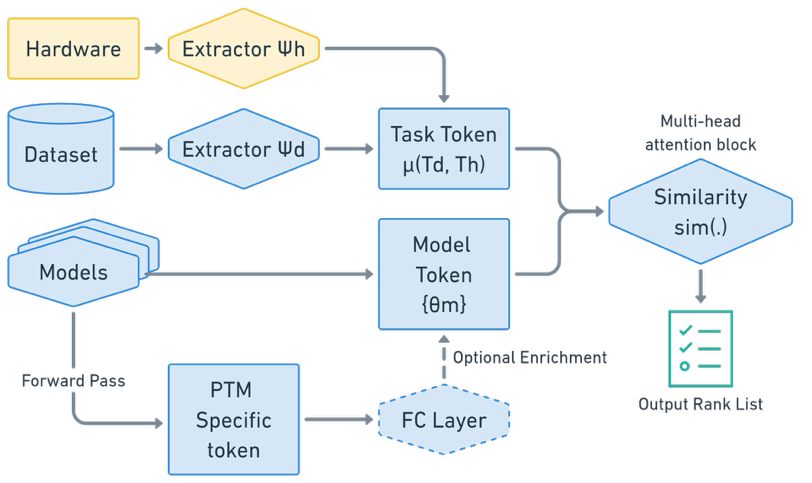 Hardware
Extractor Ψh
Dataset
Extractor Ψd
Task Token
μ(Td, Th)
Multi-head
attention block
Similarity
sim(.)
Models
Model
Token
{θm}
Forward Pass
PTM
Specific
token
FC Layer
Optional Enrichment
Output Rank List